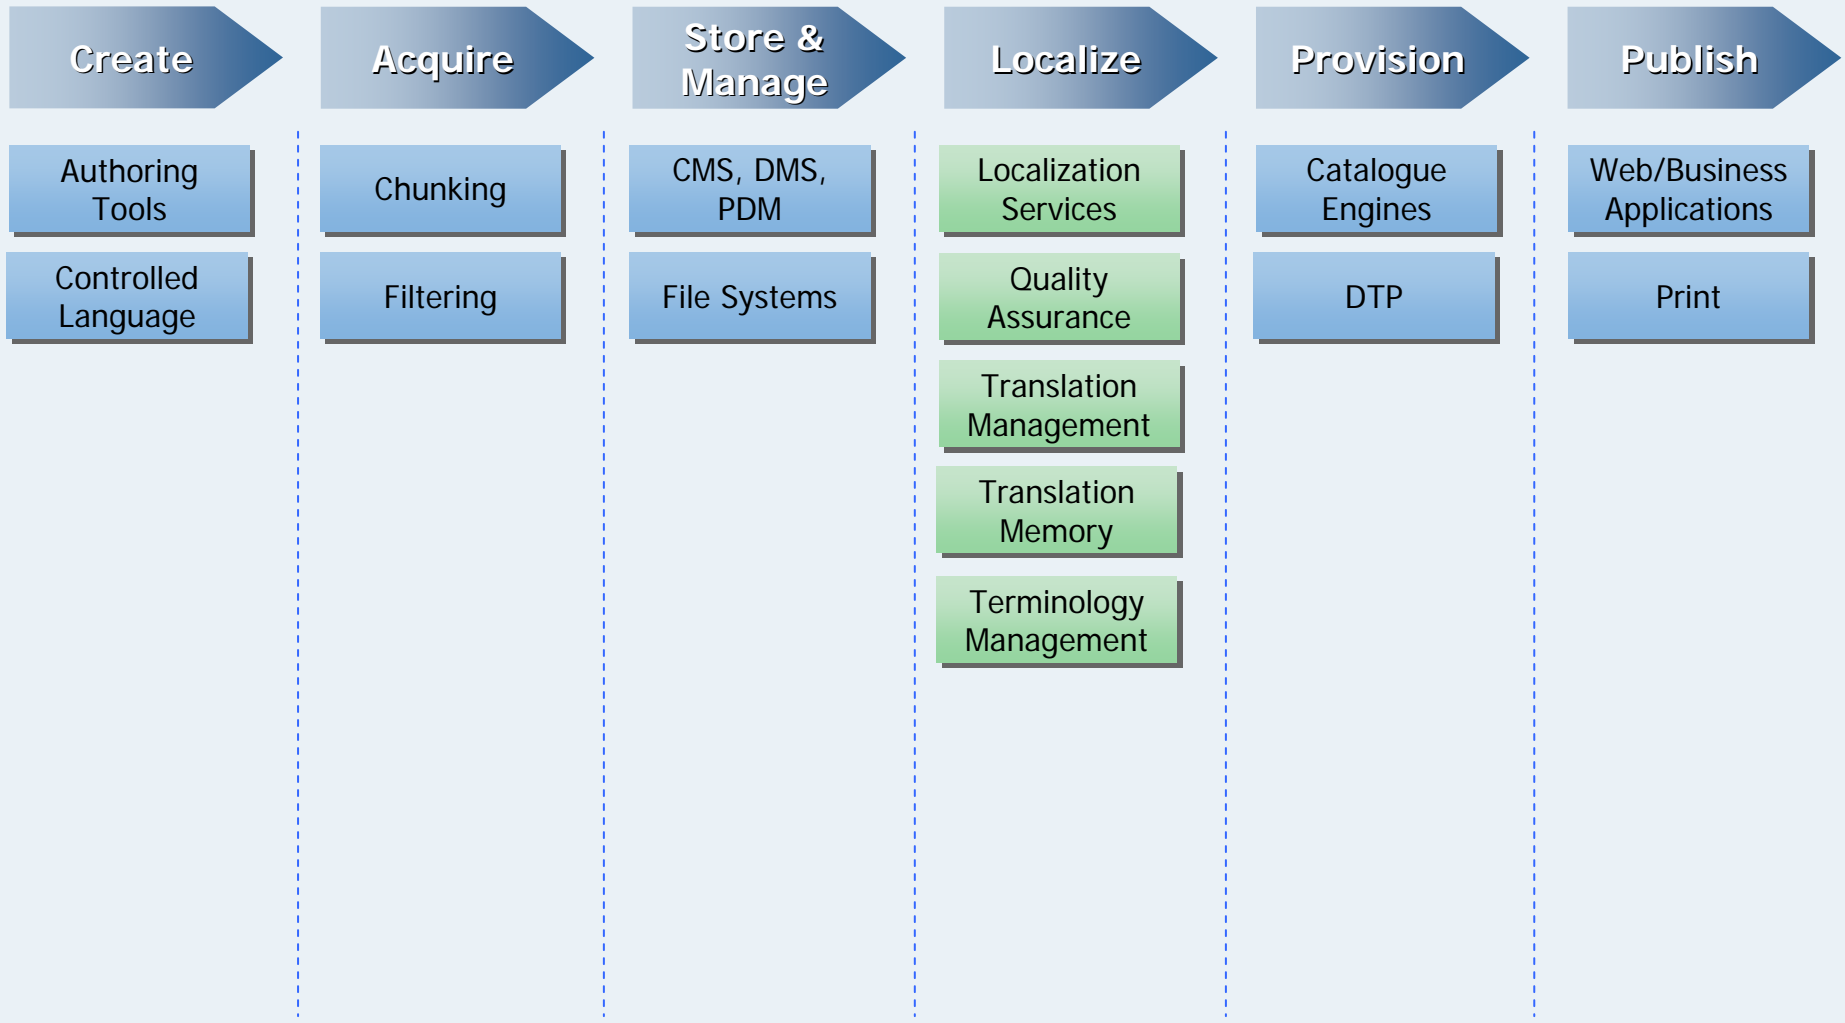 Create
Acquire
Store &
Manage
Localize
Provision
Publish
Authoring
Tools
Controlled
Language
Chunking
Filtering
CMS, DMS,
PDM
File Systems
Localization
Services
Quality
Assurance
Translation
Management
Translation
Memory
Terminology
Management
Catalogue
Engines
DTP
Web/Business
Applications
Print